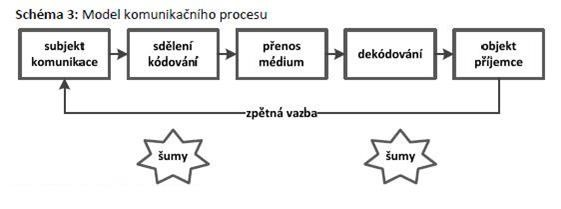 Schéma 3: Model komunikačního procesu
subjekt
komunikace
sdělení
kódování
přenos
médium
dekódování
objekt
příjemce
zpětná vazba
šumy
šumy